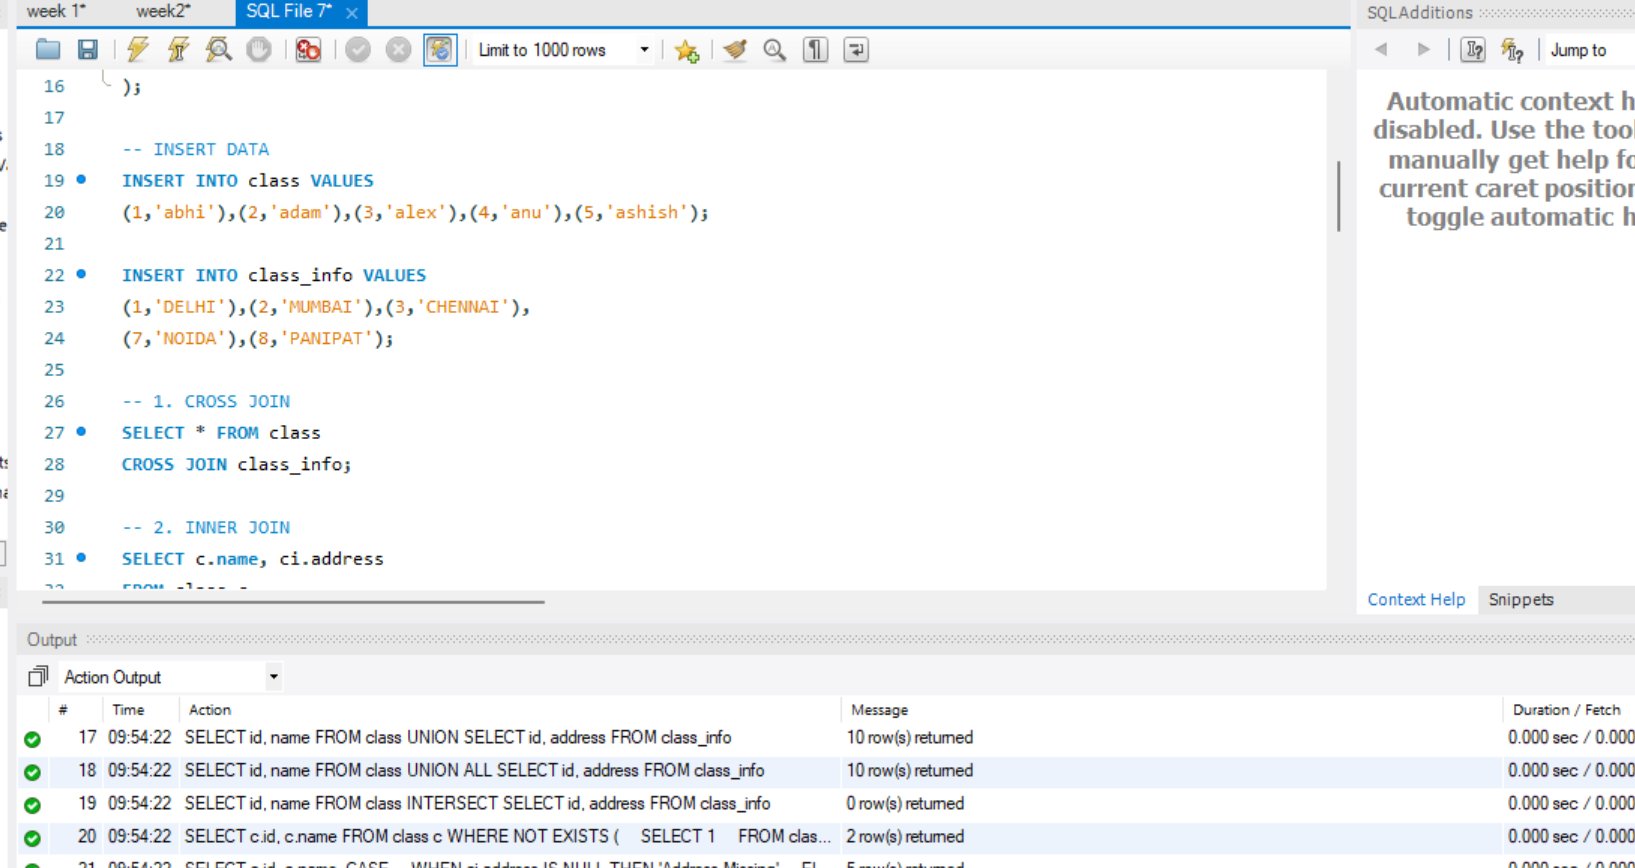 week 1*
week2*
SQL File 7*
SQLAdditions
Limit to 1000 rows
Jump to
16 );
17
18 -- INSERT DATA
19 INSERT INTO class VALUES
20 (1,'abhi'),(2,'adam'),(3,'alex'),(4,'anu'),(5,'ashish');
21
22 INSERT INTO class_info VALUES
23 (1,'DELHI'),(2,'MUMBAI'),(3,'CHENNAI'),
24 (7,'NOIDA'),(8,'PANIPAT');
25
26 -- 1. CROSS JOIN
27 SELECT * FROM class
28 CROSS JOIN class_info;
29
30 -- 2. INNER JOIN
31 SELECT c.name, ci.address
Automatic context h
disabled. Use the tool
manually get help fo
current caret position
toggle automatic h
Context Help
Snippets
Output
Action Output
# Time Action Message Duration / Fetch
17 09:54:22 SELECT id, name FROM class UNION SELECT id, address FROM class_info 10 row(s) returned 0.000 sec / 0.000
18 09:54:22 SELECT id, name FROM class UNION ALL SELECT id, address FROM class_info 10 row(s) returned 0.000 sec / 0.000
19 09:54:22 SELECT id, name FROM class INTERSECT SELECT id, address FROM class_info 0 row(s) returned 0.000 sec / 0.000
20 09:54:22 SELECT c.id, c.name FROM class c WHERE NOT EXISTS ( SELECT 1 FROM clas... 2 row(s) returned 0.000 sec / 0.000